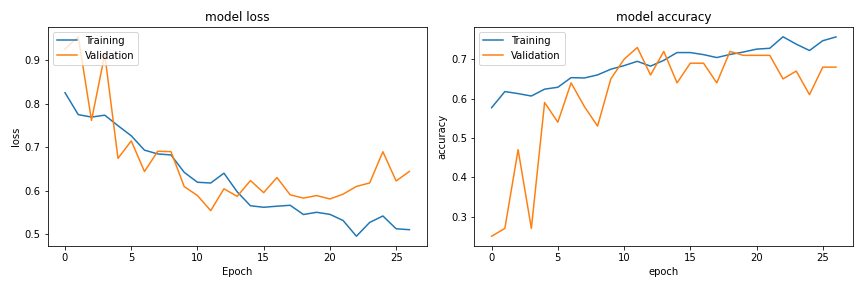 model loss
Training
Validation
0.9
0.8
0.7
0.6
0.5
loss
0 5 10 15 20 25
Epoch
model accuracy
Training
Validation
0.7
0.6
0.5
0.4
0.3
accuracy
0 5 10 15 20 25
epoch